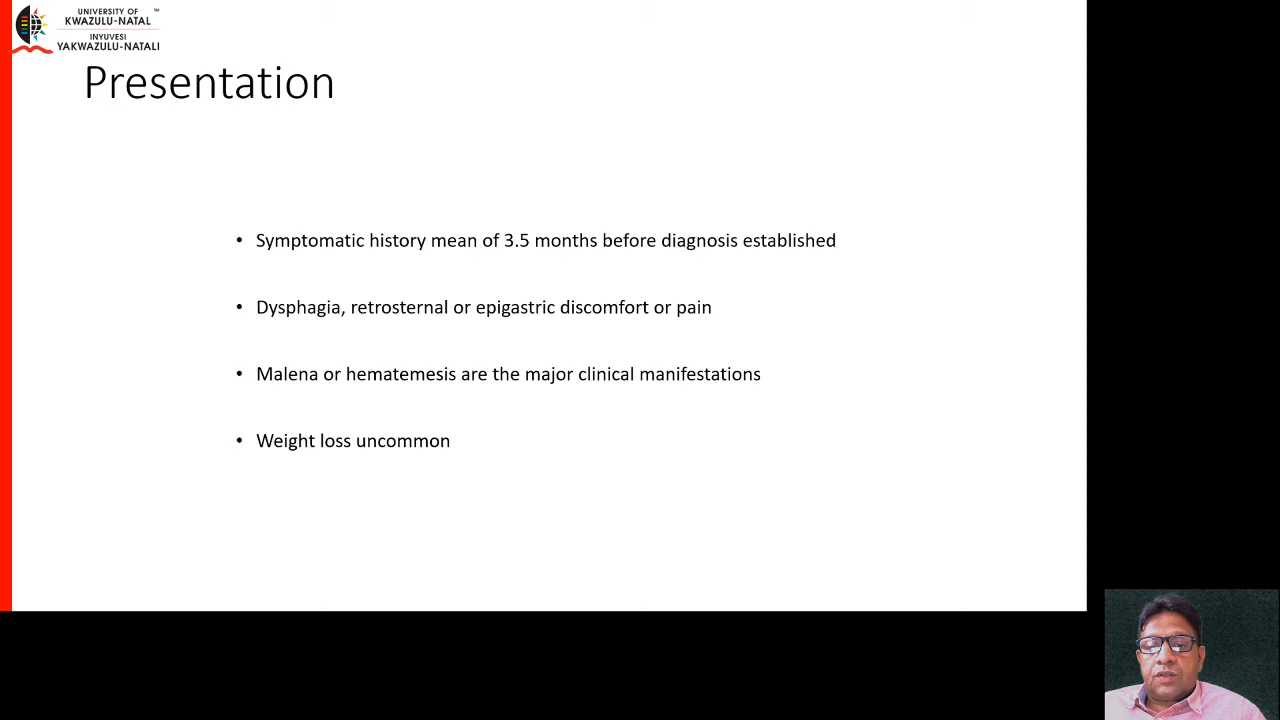 UNIVERSITY OF
KWAZULU-NATAL
TM
INYUVESI
YAKWAZULU-NATALI
Presentation
• Symptomatic history mean of 3.5 months before diagnosis established
• Dysphagia, retrosternal or epigastric discomfort or pain
• Malena or hematemesis are the major clinical manifestations
• Weight loss uncommon